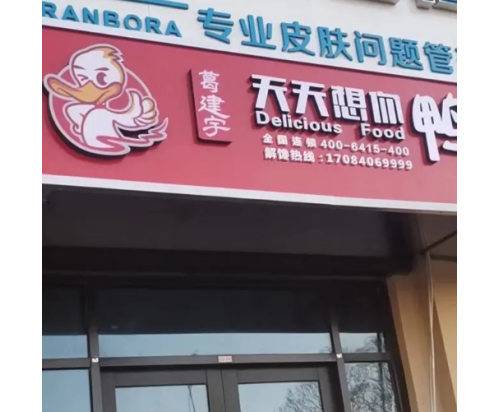 RANBORA 专业皮肤问题管
葛建字
天天想你鸭
Delicious Food
全国连锁 400-6415-400
解馋热线:17084069999